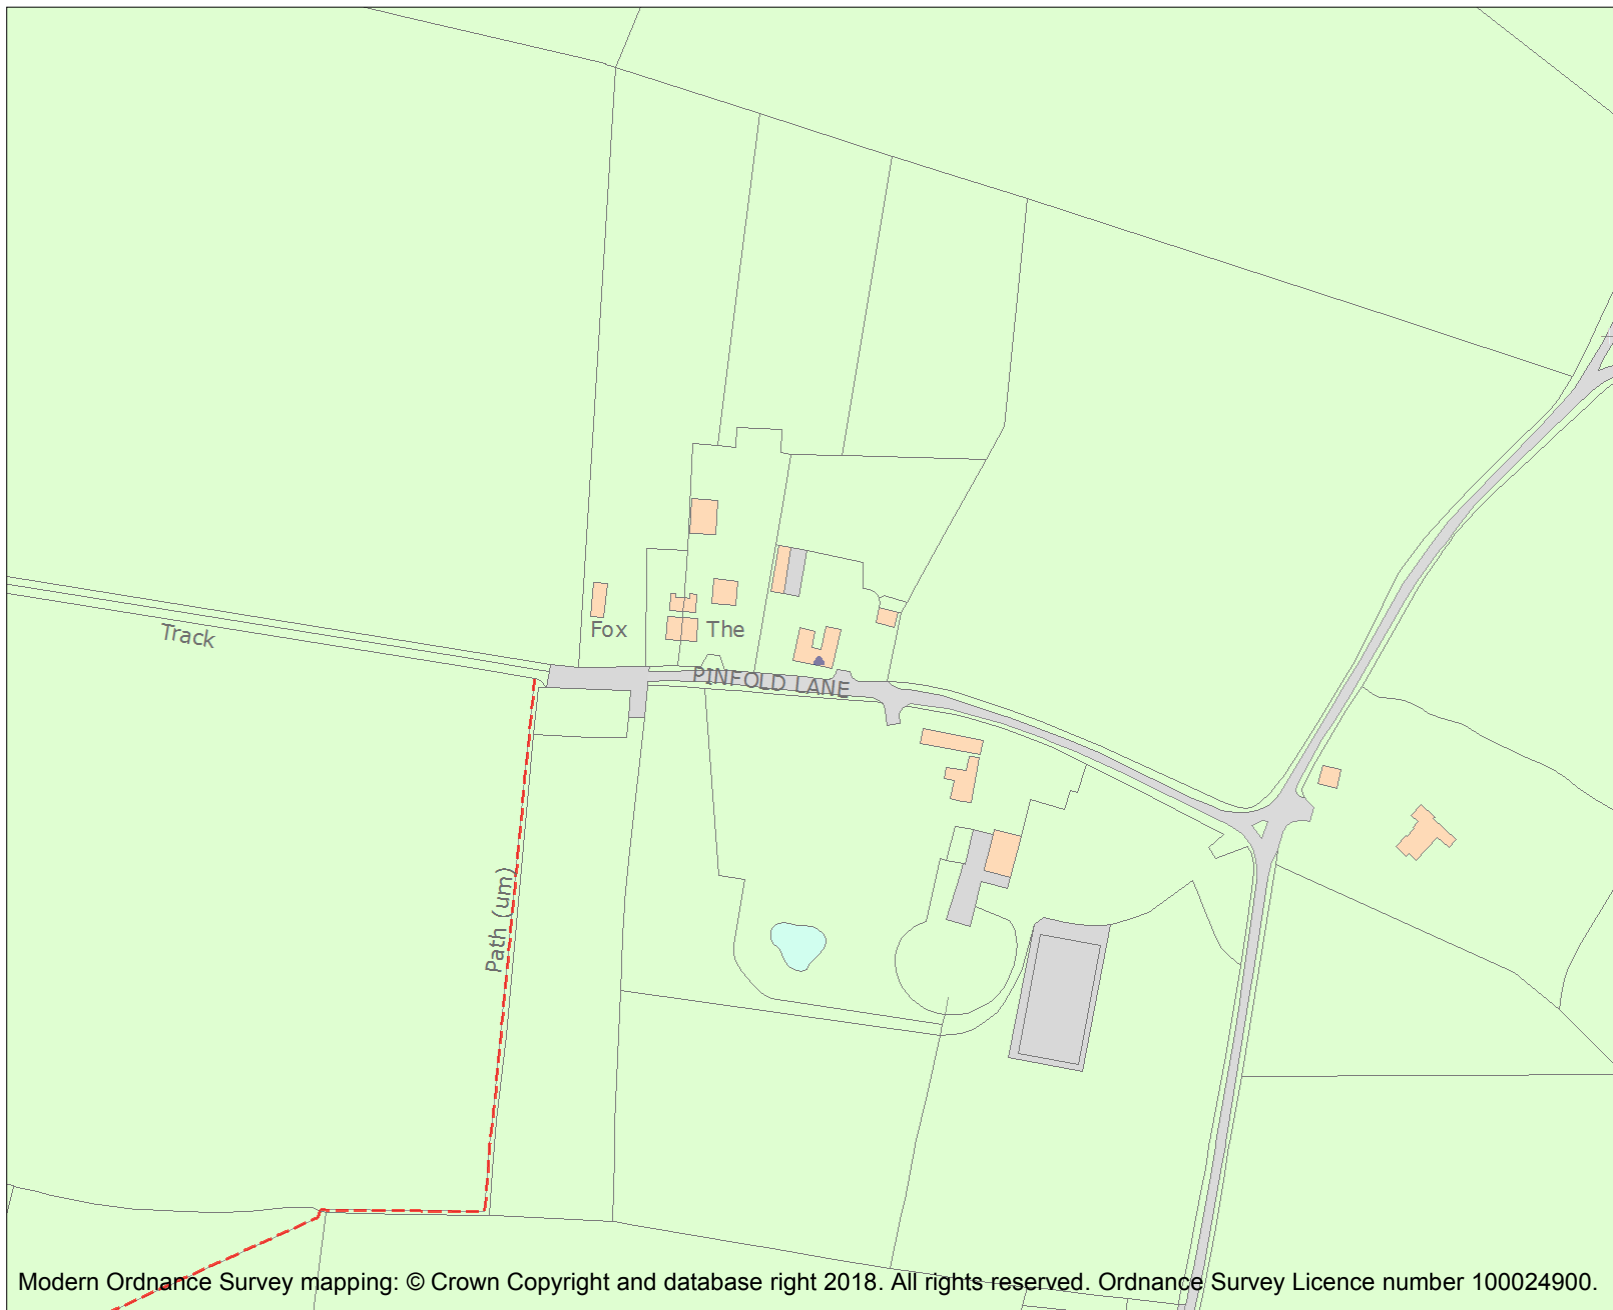 Track
Fox
The
PINFOLD LANE
Path (um)
Modern Ordnance Survey mapping: © Crown Copyright and database right 2018. All rights reserved. Ordnance Survey Licence number 100024900.